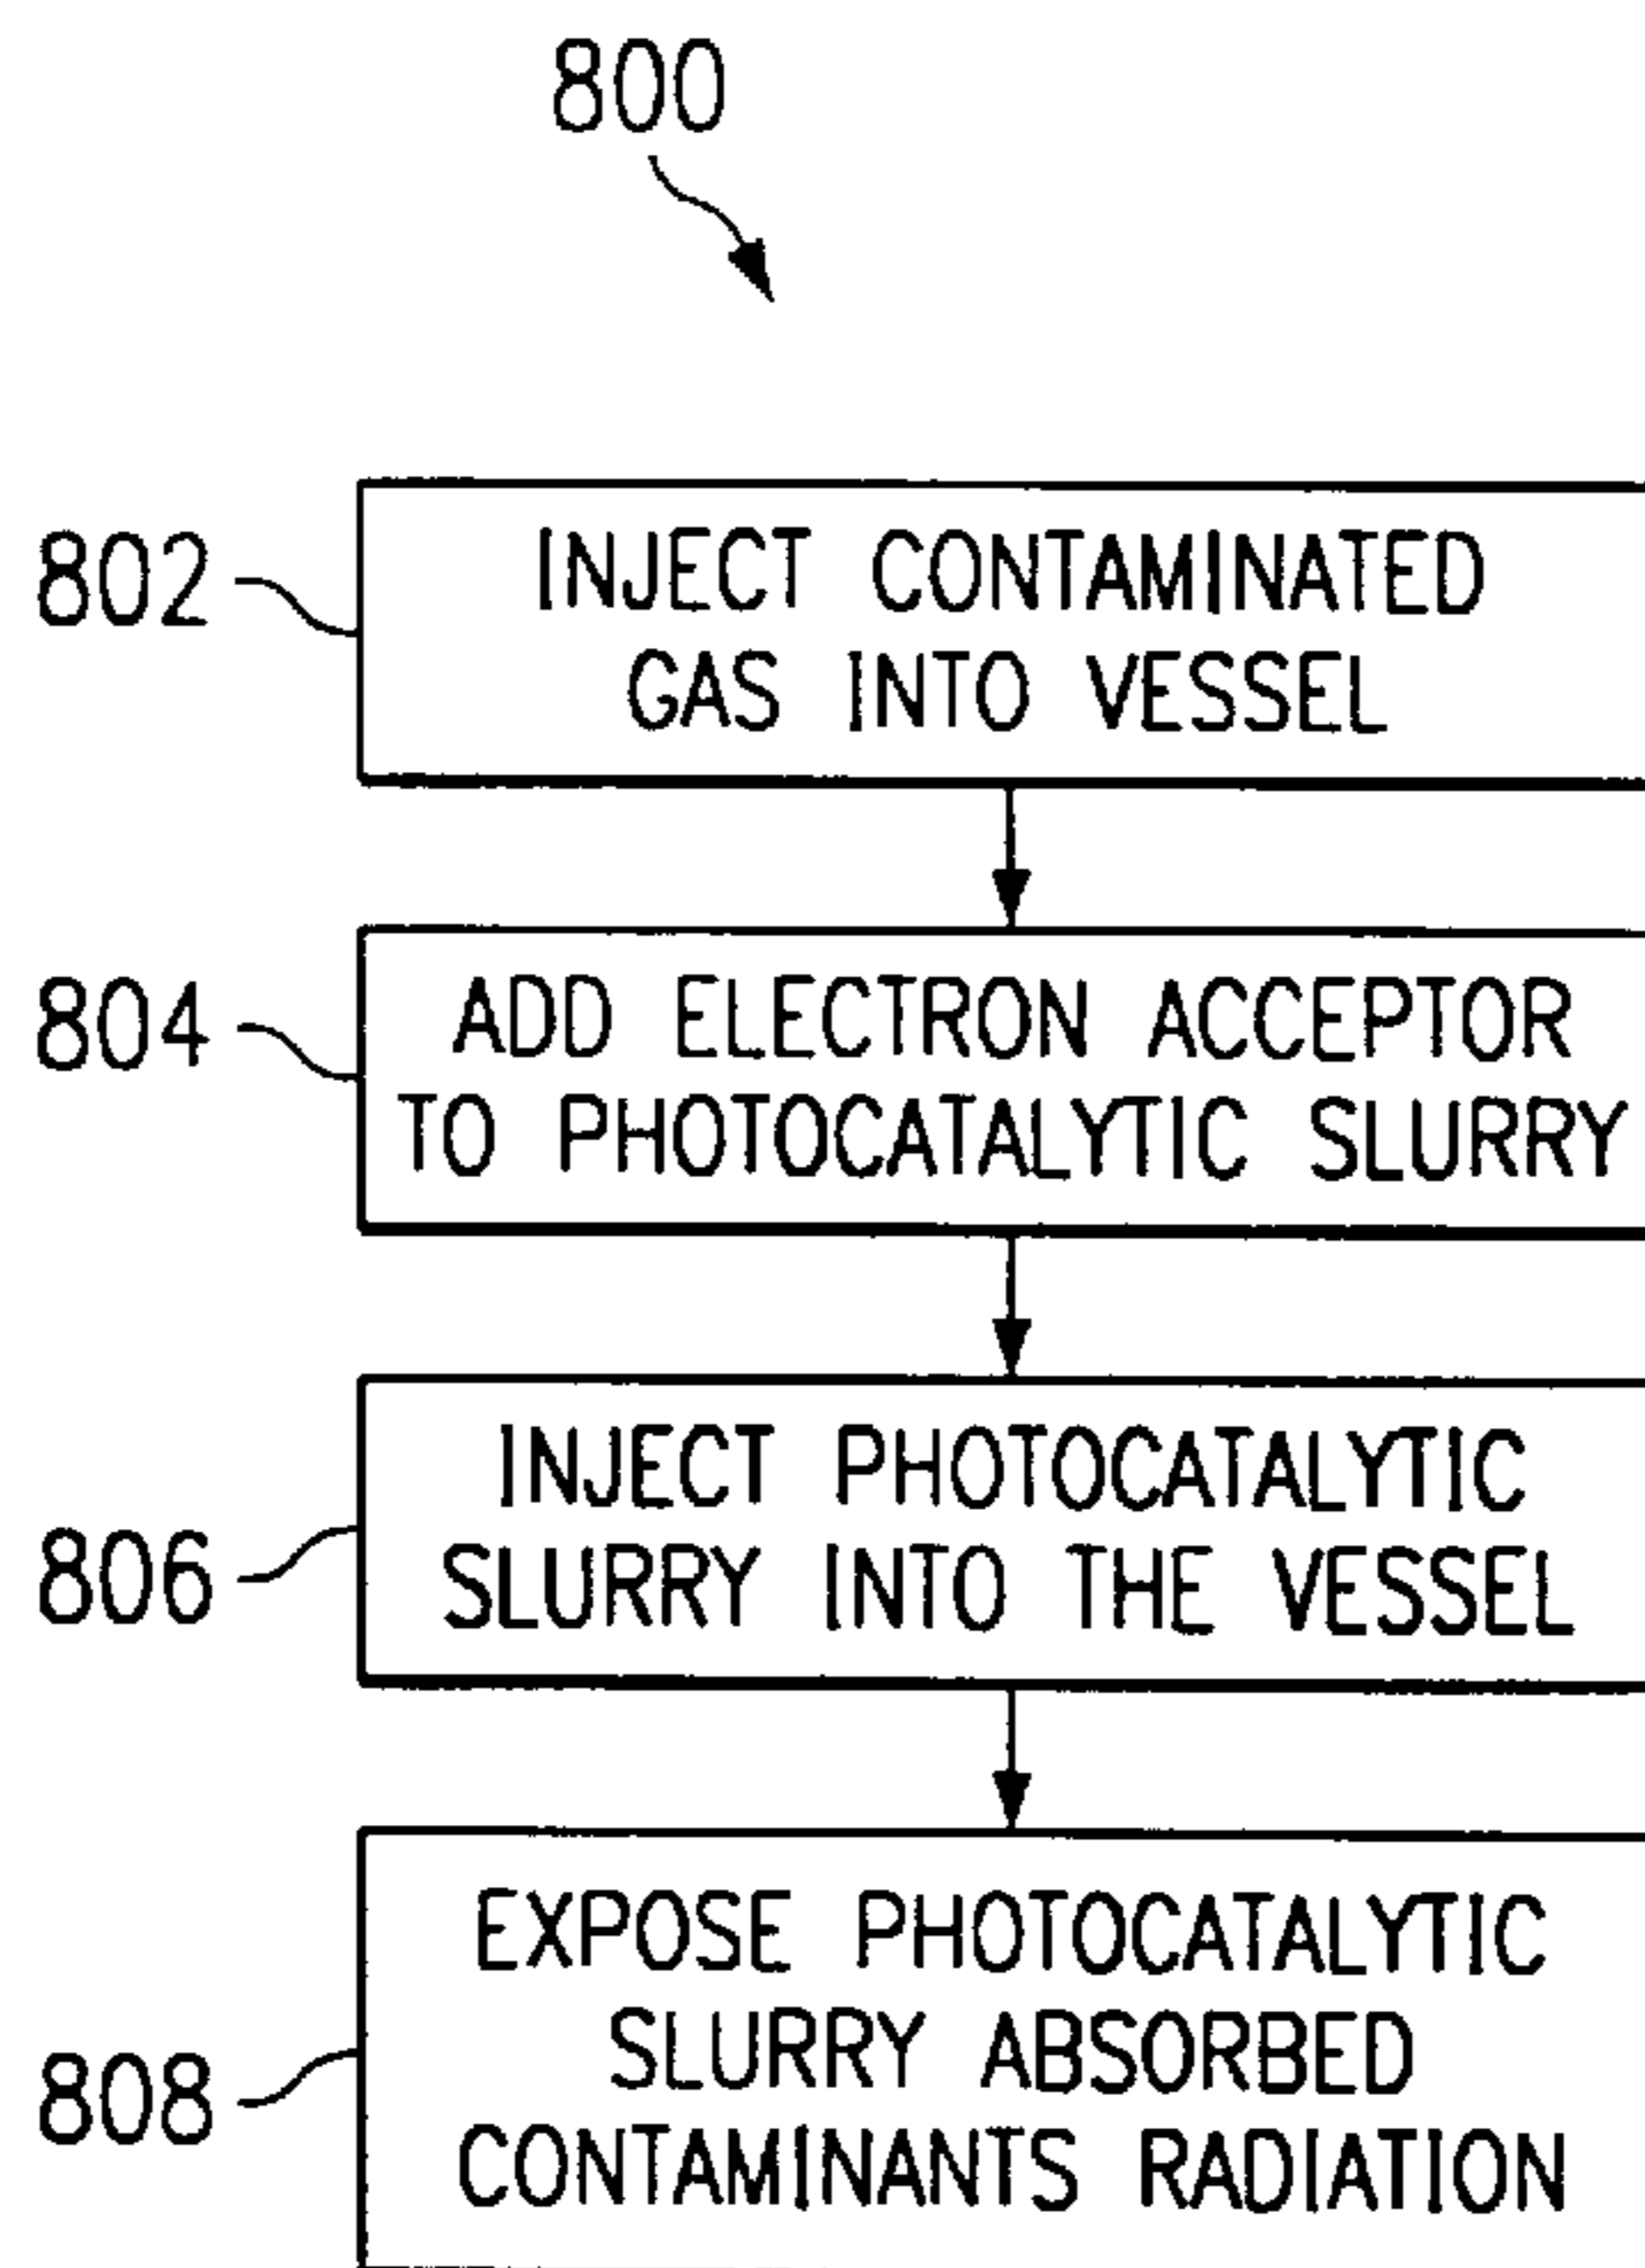 800
802
INJECT CONTAMINATED
GAS INTO VESSEL
804
ADD ELECTRON ACCEPTOR
TO PHOTOCATALYTIC SLURRY
806
INJECT PHOTOCATALYTIC
SLURRY INTO THE VESSEL
808
EXPOSE PHOTOCATALYTIC
SLURRY ABSORBED
CONTAMINANTS RADIATION